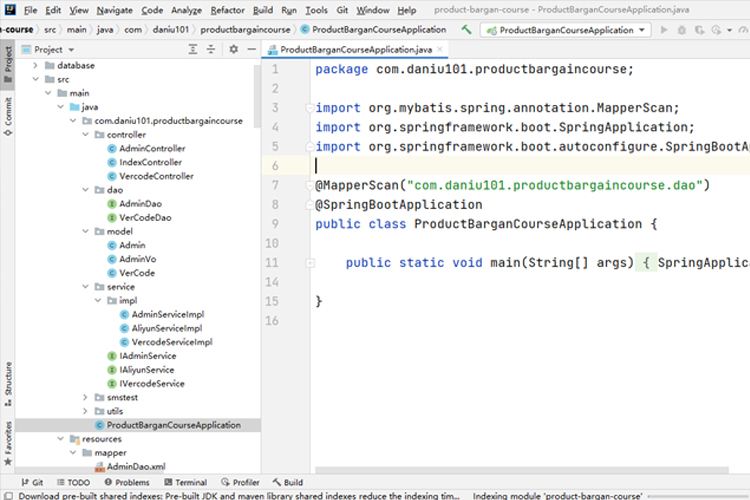 File Edit View Navigate Code Analyze Refactor Build Run Tools Git Window Help product-bargan-course - ProductBarganCourseApplication.java
n-course src main java com daniu101 productbargaincourse ProductBarganCourseApplication ProductBarganCourseApplication
Project
Commit
Structure
Favorites
Project
database
src
main
java
com.daniu101.productbargaincourse
controller
AdminController
IndexController
VercodeController
dao
AdminDao
VerCodeDao
model
Admin
AdminVo
VerCode
service
impl
AdminServiceImpl
AliyunServiceImpl
VercodeServiceImpl
IAdminService
IAliyunService
IVercodeService
smstest
utils
ProductBarganCourseApplication
resources
mapper
AdminDao.xml
ProductBarganCourseApplication.java
1 package com.daniu101.productbargaincourse;
2
3 import org.mybatis.spring.annotation.MapperScan;
4 import org.springframework.boot.SpringApplication;
5 import org.springframework.boot.autoconfigure.SpringBootA
6
7 @MapperScan("com.daniu101.productbargaincourse.dao")
8 @SpringBootApplication
9 public class ProductBarganCourseApplication {
10
11 public static void main(String[] args) { SpringApplica
14
15 }
16
Git TODO Problems Terminal Profiler Build
Download pre-built shared indexes: Pre-built JDK and maven library shared indexes reduce the indexing tim... Indexing module 'product-bargan-course'